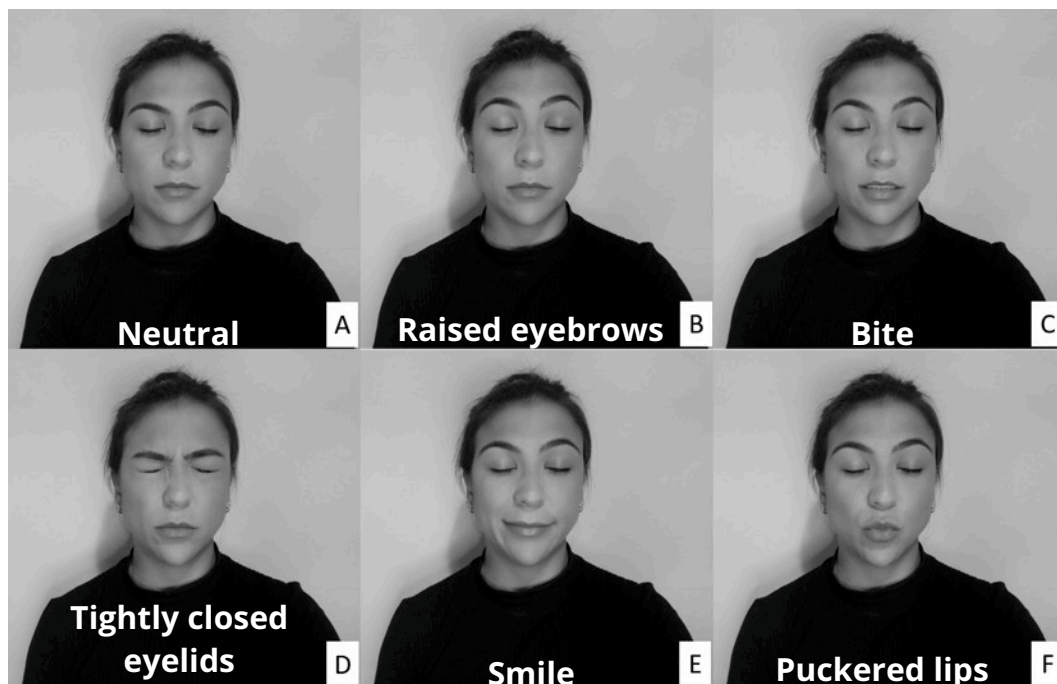 Neutral
A
Raised eyebrows
B
Bite
C
Tightly closed
eyelids
D
Smile
E
Puckered lips
F